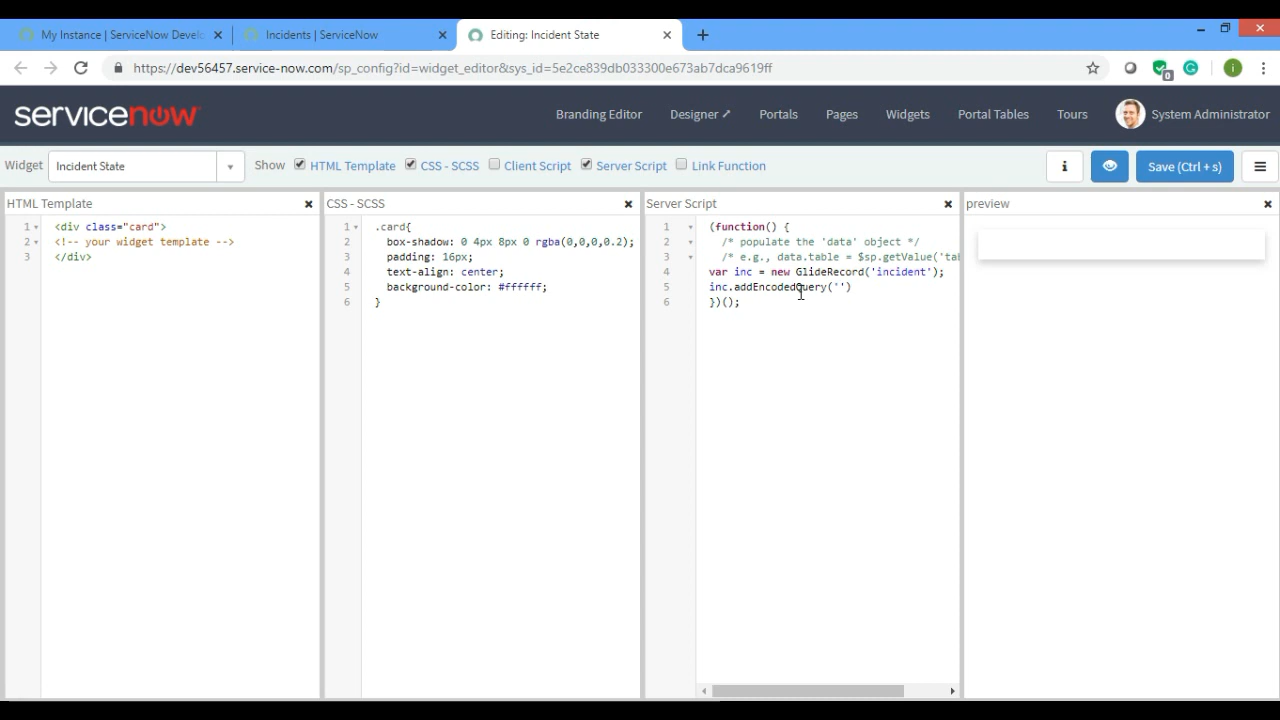 My Instance | ServiceNow Develo
Incidents | ServiceNow
Editing: Incident State
https://dev56457.service-now.com/sp_config?id=widget_editor&sys_id=5e2ce839db033300e673ab7dca9619ff
0
i
servicenow
Branding Editor
Designer
Portals
Pages
Widgets
Portal Tables
Tours
System Administrator
Widget
Incident State
Show
HTML Template
CSS - SCSS
Client Script
Server Script
Link Function
i
Save (Ctrl + s)
HTML Template
1 <div class="card">
2 <!-- your widget template -->
3 </div>
CSS - SCSS
1 .card{
2 box-shadow: 0 4px 8px 0 rgba(0,0,0,0.2);
3 padding: 16px;
4 text-align: center;
5 background-color: #ffffff;
6 }
Server Script
1 (function() {
2 /* populate the 'data' object */
3 /* e.g., data.table = $sp.getValue('tab
4 var inc = new GlideRecord('incident');
5 inc.addEncodedQuery('')
6 })();
preview